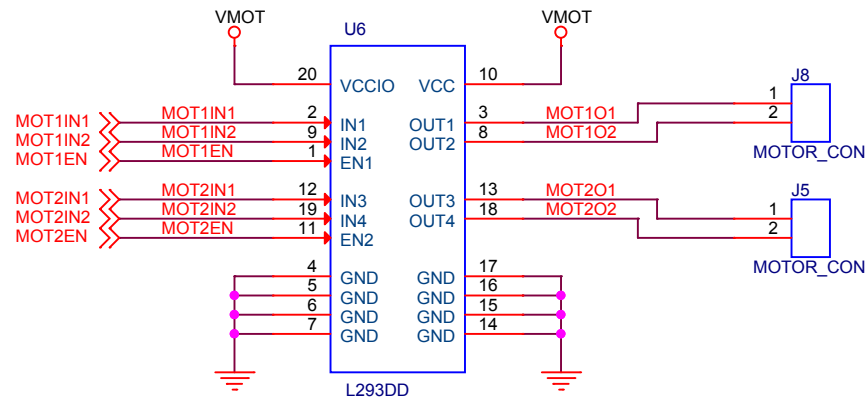 VMOT VMOT
U6
20 VCCIO VCC 10
J8
MOT1IN1 MOT1IN1 2 IN1 OUT1 3 MOT1O1 1
MOT1IN2 MOT1IN2 9 IN2 OUT2 8 MOT1O2 2
MOT1EN MOT1EN 1 EN1 MOTOR_CON
MOT2IN1 MOT2IN1 12 IN3 OUT3 13 MOT2O1 J5
MOT2IN2 MOT2IN2 19 IN4 OUT4 18 MOT2O2 1
MOT2EN MOT2EN 11 EN2 2
MOTOR_CON
4 GND GND 17
5 GND GND 16
6 GND GND 15
7 GND GND 14
L293DD